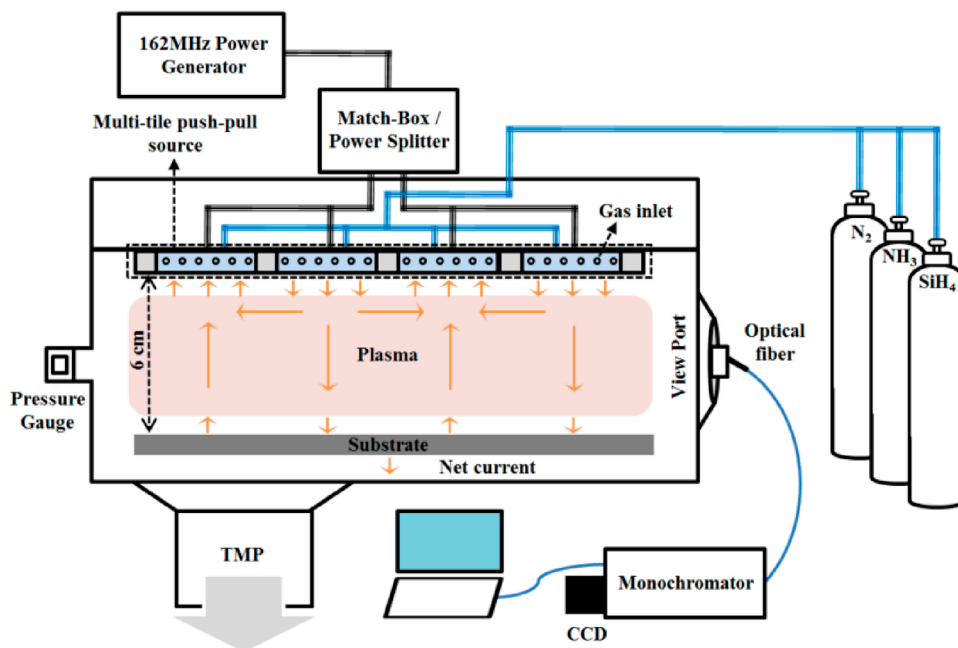 162MHz Power
Generator
Match-Box /
Power Splitter
Multi-tile push-pull
source
Gas inlet
N2
NH3
SiH4
6 cm
Plasma
View Port
Optical
fiber
Pressure
Gauge
Substrate
Net current
TMP
Monochromator
CCD